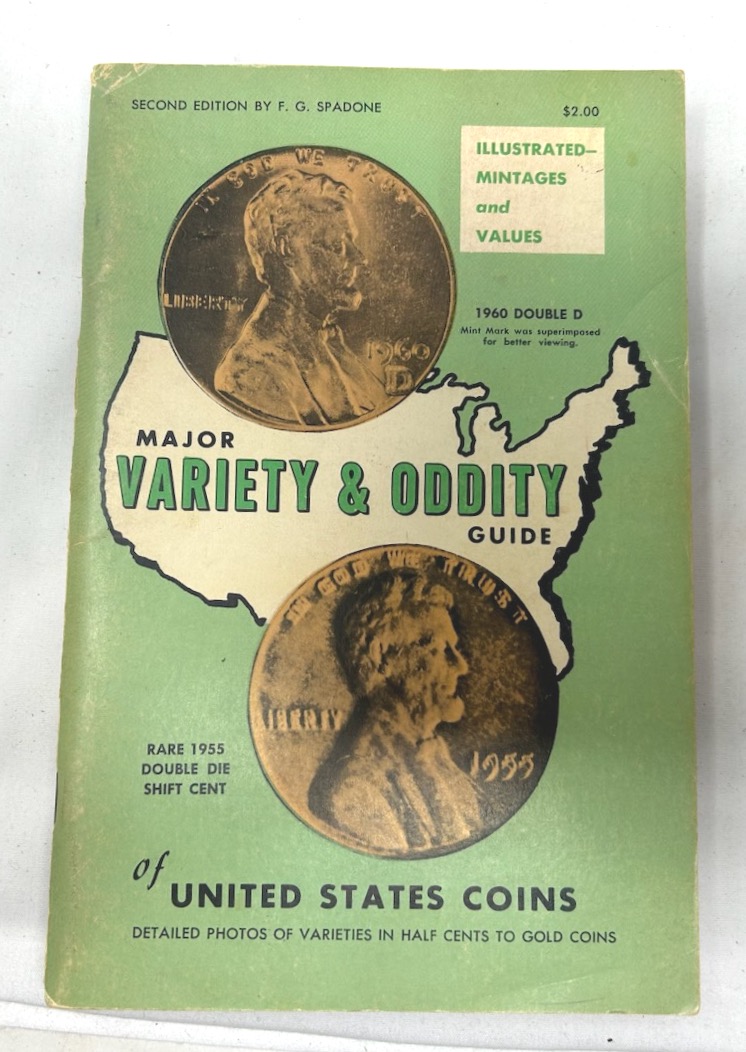 SECOND EDITION BY F. G. SPADONE
$2.00
ILLUSTRATED—
MINTAGES
and
VALUES
IN GOD WE TRUST
LIBERTY
1960
D
1960 DOUBLE D
Mint Mark was superimposed
for better viewing.
MAJOR
VARIETY & ODDITY
GUIDE
IN GOD WE TRUST
LIBERTY
1955
RARE 1955
DOUBLE DIE
SHIFT CENT
of
UNITED STATES COINS
DETAILED PHOTOS OF VARIETIES IN HALF CENTS TO GOLD COINS